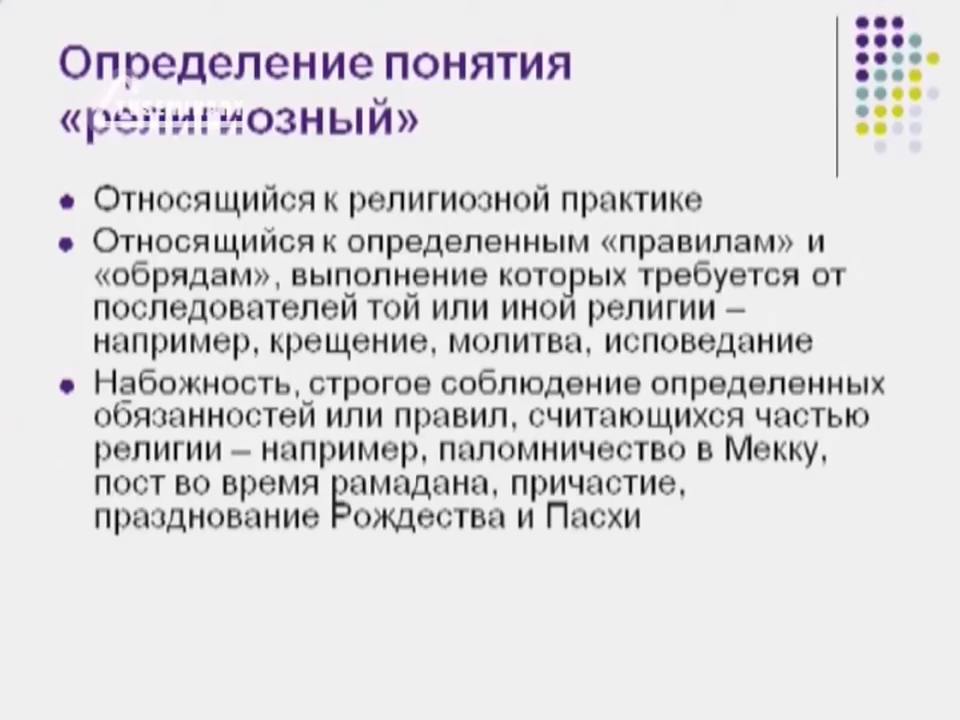 Определение понятия
«религиозный»
Относящийся к религиозной практике
Относящийся к определенным «правилам» и
«обрядам», выполнение которых требуется от
последователей той или иной религии –
например, крещение, молитва, исповедание
Набожность, строгое соблюдение определенных
обязанностей или правил, считающихся частью
религии – например, паломничество в Мекку,
пост во время рамадана, причастие,
празднование Рождества и Пасхи